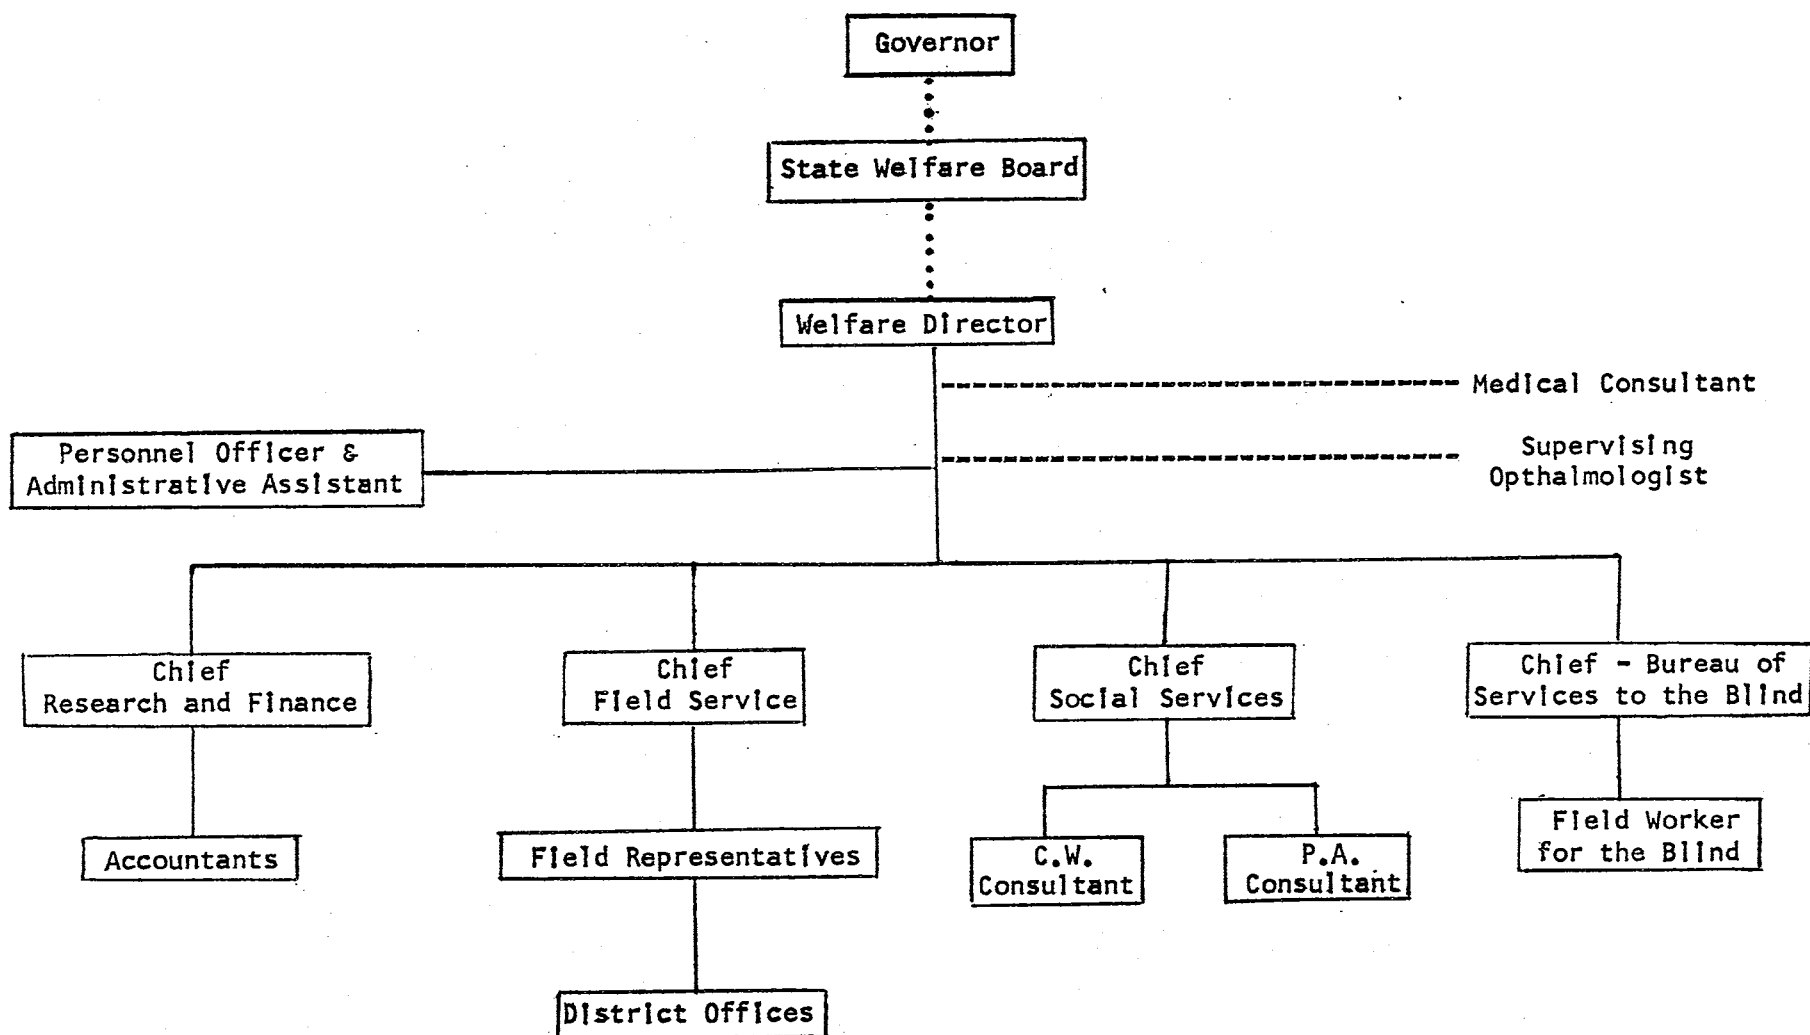 Governor
State Welfare Board
Welfare Director
Medical Consultant
Personnel Officer &
Administrative Assistant
Supervising
Opthalmologist
Chief
Research and Finance
Chief
Field Service
Chief
Social Services
Chief - Bureau of
Services to the Blind
Accountants
Field Representatives
C.W.
Consultant
P.A.
Consultant
Field Worker
for the Blind
District Offices